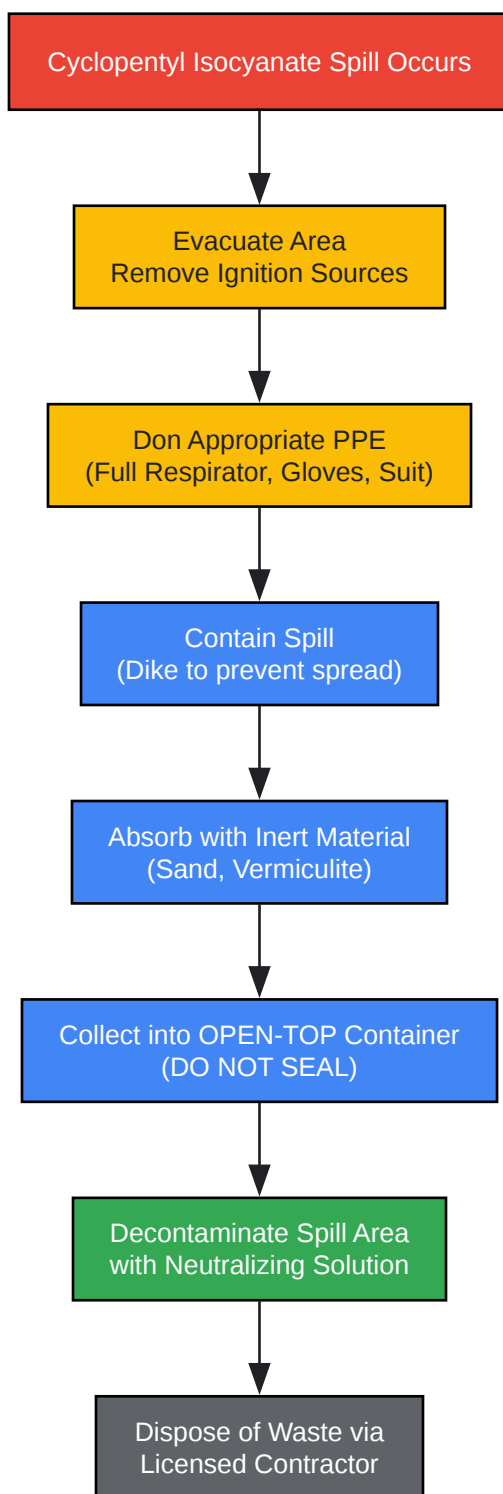 Cyclopentyl Isocyanate Spill Occurs
Evacuate Area
Remove Ignition Sources
Don Appropriate PPE
(Full Respirator, Gloves, Suit)
Contain Spill
(Dike to prevent spread)
Absorb with Inert Material
(Sand, Vermiculite)
Collect into OPEN-TOP Container
(DO NOT SEAL)
Decontaminate Spill Area
with Neutralizing Solution
Dispose of Waste via
Licensed Contractor